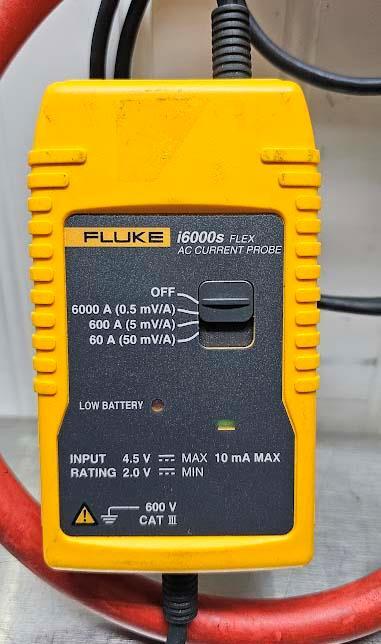 FLUKE i6000s FLEX
AC CURRENT PROBE
OFF
6000 A (0.5 mV/A)
600 A (5 mV/A)
60 A (50 mV/A)
LOW BATTERY
INPUT 4.5 V ⎓ MAX 10 mA MAX
RATING 2.0 V ⎓ MIN
600 V
CAT III